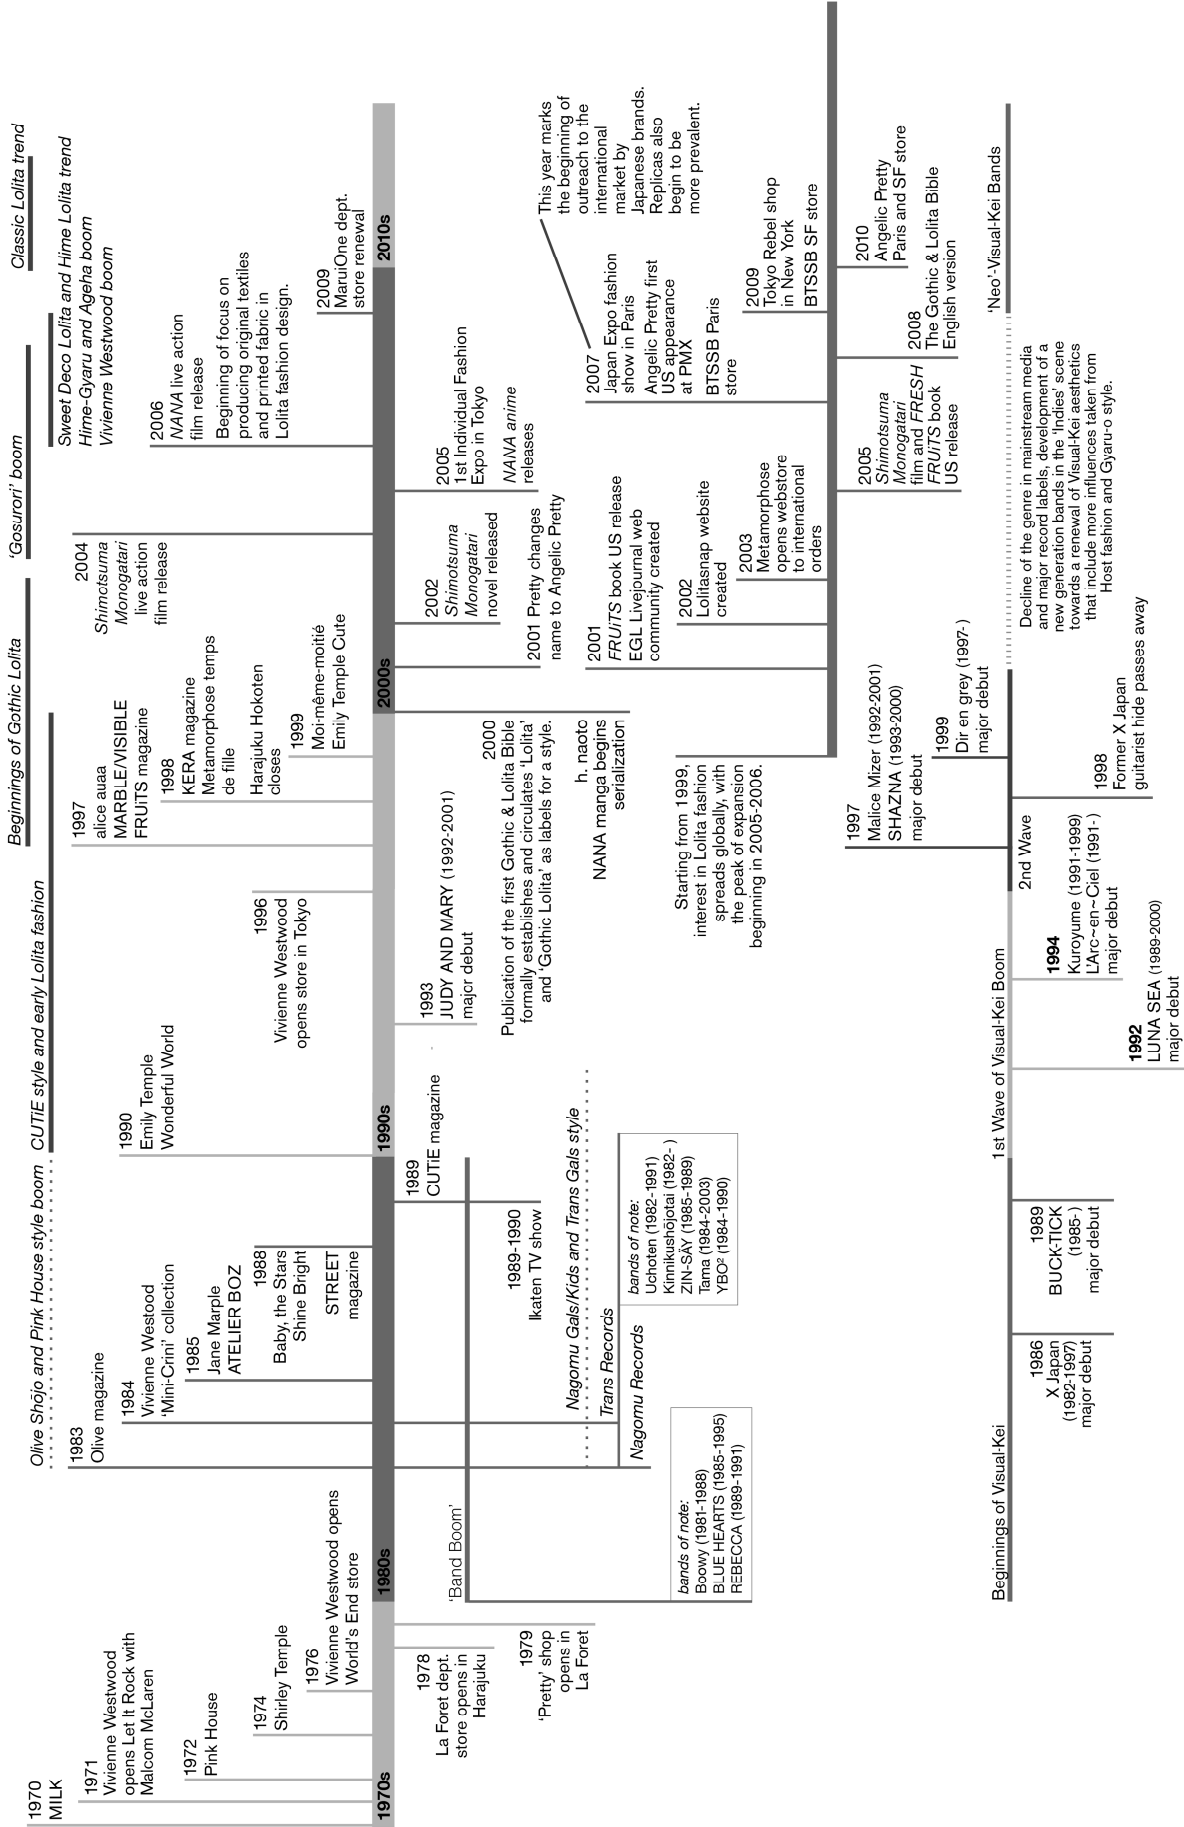 Olive Shōjo and Pink House style boom
CUTiE style and early Lolita fashion
Beginnings of Gothic Lolita
'Gosurori' boom
Classic Lolita trend
Sweet Deco Lolita and Hime Lolita trend
Hime-Gyaru and Ageha boom
Vivienne Westwood boom
1970
MILK
1971
Vivienne Westwood
opens Let It Rock with
Malcom McLaren
1972
Pink House
1974
Shirley Temple
1976
Vivienne Westwood opens
World's End store
1983
Olive magazine
1984
Vivienne Westood
'Mini-Crini' collection
1985
Jane Marple
ATELIER BOZ
1988
Baby, the Stars
Shine Bright
STREET
magazine
1990
Emily Temple
Wonderful World
1996
Vivienne Westwood
opens store in Tokyo
1997
alice auaa
MARBLE/VISIBLE
FRUiTS magazine
1998
KERA magazine
Metamorphose temps
de fille
Harajuku Hokoten
closes
1999
Moi-même-moitié
Emily Temple Cute
2004
Shimotsuma
Monogatari
live action
film release
2006
NANA live action
film release
Beginning of focus on
producing original textiles
and printed fabric in
Lolita fashion design.
2009
MaruiOne dept.
store renewal
1970s
1980s
1990s
2000s
2010s
1978
La Foret dept.
store opens in
Harajuku
1979
'Pretty' shop
opens in
La Foret
'Band Boom'
bands of note:
Boowy (1981-1988)
BLUE HEARTS (1985-1995)
REBECCA (1989-1991)
1989
CUTiE magazine
1989-1990
Ikaten TV show
Nagomu Gals/Kids and Trans Gals style
Trans Records
Nagomu Records
bands of note:
Uchoten (1982-1991)
Kinnikushōjotai (1982- )
ZIN-SÄY (1985-1989)
Tama (1984-2003)
YBO² (1984-1990)
1993
JUDY AND MARY (1992-2001)
major debut
2000
Publication of the first Gothic & Lolita Bible
formally establishes and circulates 'Lolita'
and 'Gothic Lolita' as labels for a style.
h. naoto
NANA manga begins
serialization
2001 Pretty changes
name to Angelic Pretty
2002
Shimotsuma
Monogatari
novel released
2005
1st Individual Fashion
Expo in Tokyo
NANA anime
releases
Starting from 1999,
interest in Lolita fashion
spreads globally, with
the peak of expansion
beginning in 2005-2006.
2001
FRUiTS book US release
EGL Livejournal web
community created
2002
Lolitasnap website
created
2003
Metamorphose
opens webstore
to international
orders
2007
Japan Expo fashion
show in Paris
Angelic Pretty first
US appearance
at PMX
BTSSB Paris
store
This year marks
the beginning of
outreach to the
international
market by
Japanese brands.
Replicas also
begin to be
more prevalent.
2009
Tokyo Rebel shop
in New York
BTSSB SF store
2005
Shimotsuma
Monogatari
film and FRESH
FRUiTS book
US release
2008
The Gothic & Lolita Bible
English version
2010
Angelic Pretty
Paris and SF store
Beginnings of Visual-Kei
1st Wave of Visual-Kei Boom
2nd Wave
'Neo'-Visual-Kei Bands
1986
X Japan
(1982-1997)
major debut
1989
BUCK-TICK
(1985- )
major debut
1992
LUNA SEA (1989-2000)
major debut
1994
Kuroyume (1991-1999)
L'Arc~en~Ciel (1991- )
major debut
1997
Malice Mizer (1992-2001)
SHAZNA (1993-2000)
major debut
1998
Former X Japan
guitarist hide passes away
1999
Dir en grey (1997- )
major debut
Decline of the genre in mainstream media
and major record labels, development of a
new generation bands in the 'Indies' scene
towards a renewal of Visual-Kei aesthetics
that include more influences taken from
Host fashion and Gyaru-o style.